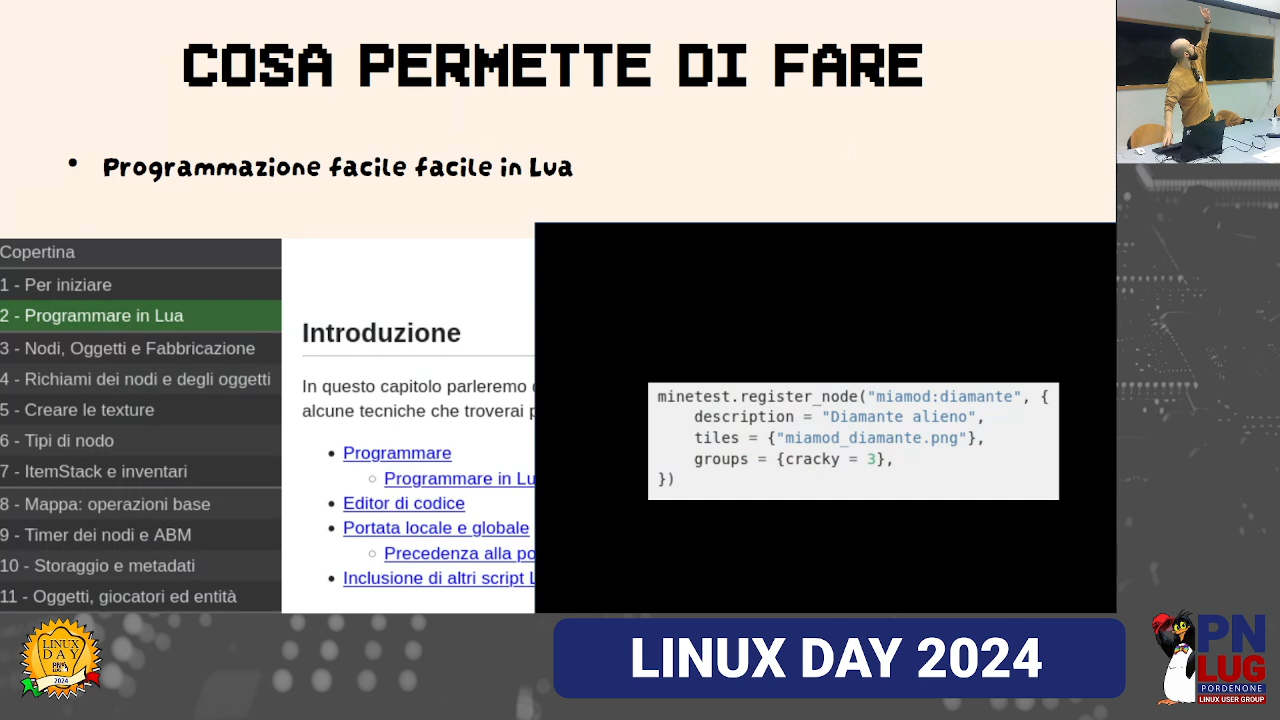 COSA PERMETTE DI FARE
• Programmazione facile facile in Lua
Copertina
1 - Per iniziare
2 - Programmare in Lua
3 - Nodi, Oggetti e Fabbricazione
4 - Richiami dei nodi e degli oggetti
5 - Creare le texture
6 - Tipi di nodo
7 - ItemStack e inventari
8 - Mappa: operazioni base
9 - Timer dei nodi e ABM
10 - Storaggio e metadati
11 - Oggetti, giocatori ed entità
Introduzione
In questo capitolo parleremo
alcune tecniche che troverai
• Programmare
○ Programmare in Lu
• Editor di codice
• Portata locale e globale
○ Precedenza alla po
• Inclusione di altri script L
minetest.register_node("miamod:diamante", {
description = "Diamante alieno",
tiles = {"miamod_diamante.png"},
groups = {cracky = 3},
})
LINUX
DAY
2024
LINUX DAY 2024
PN
LUG
PORDENONE
LINUX USER GROUP